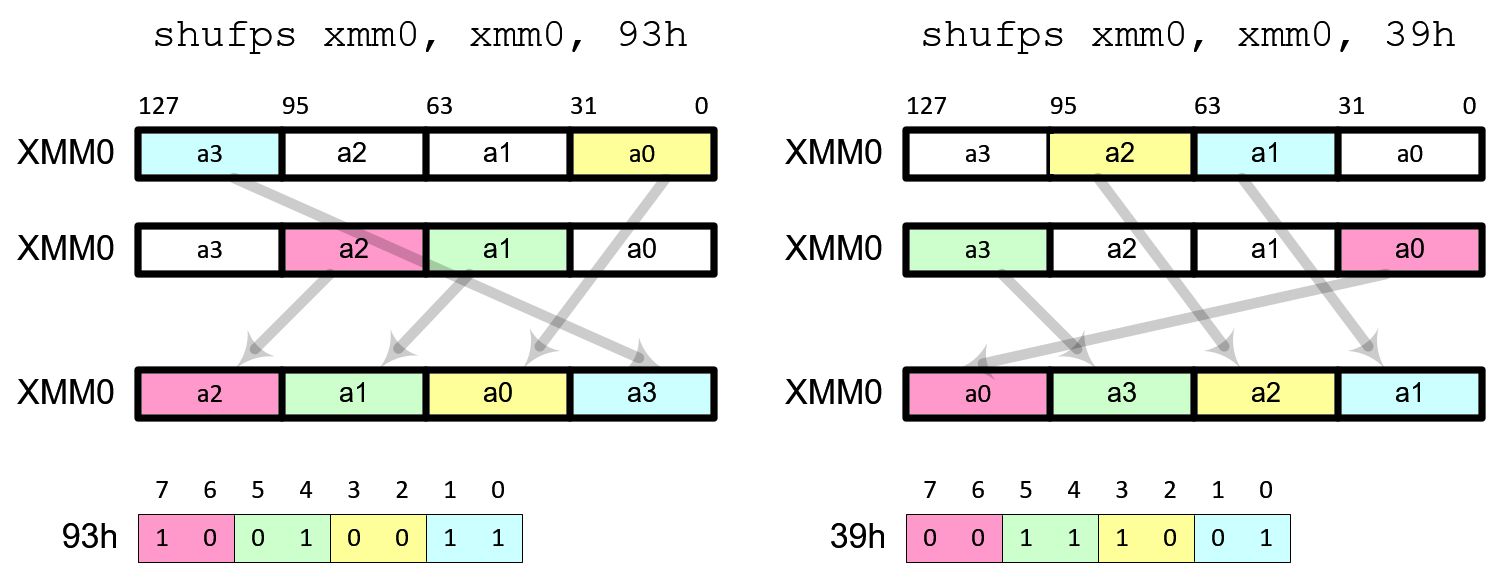 shufps xmm0, xmm0, 93h
127 95 63 31 0
XMM0 a3 a2 a1 a0
XMM0 a3 a2 a1 a0
XMM0 a2 a1 a0 a3
7 6 5 4 3 2 1 0
93h 1 0 0 1 0 0 1 1
shufps xmm0, xmm0, 39h
127 95 63 31 0
XMM0 a3 a2 a1 a0
XMM0 a3 a2 a1 a0
XMM0 a0 a3 a2 a1
7 6 5 4 3 2 1 0
39h 0 0 1 1 1 0 0 1